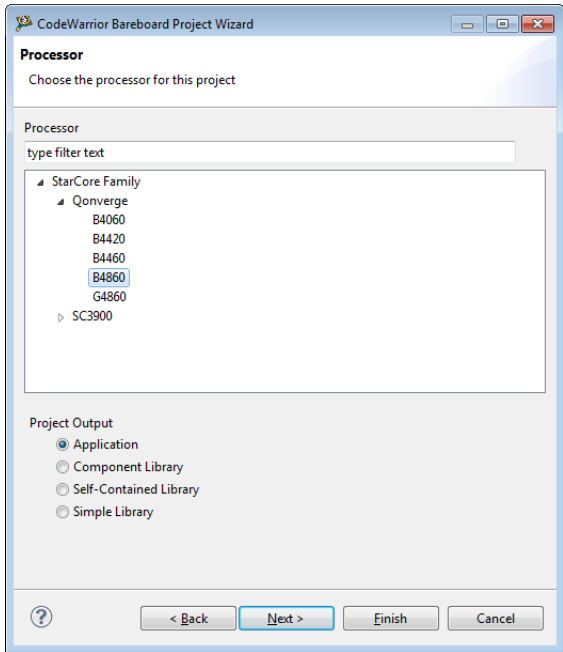 CodeWarrior Bareboard Project Wizard
Processor
Choose the processor for this project
Processor
type filter text
StarCore Family
Qonverge
B4060
B4420
B4460
B4860
G4860
SC3900
Project Output
Application
Component Library
Self-Contained Library
Simple Library
? < Back Next > Finish Cancel